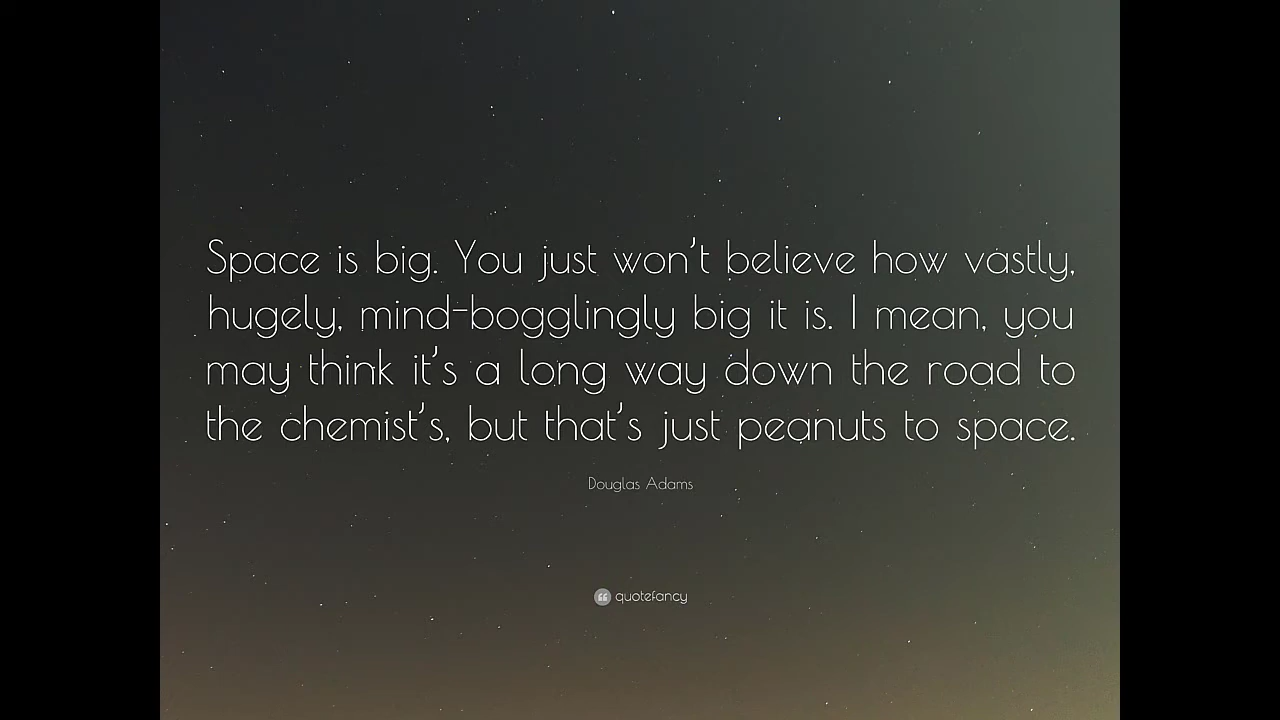 Space is big. You just won't believe how vastly,
hugely, mind-bogglingly big it is. I mean, you
may think it's a long way down the road to
the chemist's, but that's just peanuts to space.
Douglas Adams
quotefancy